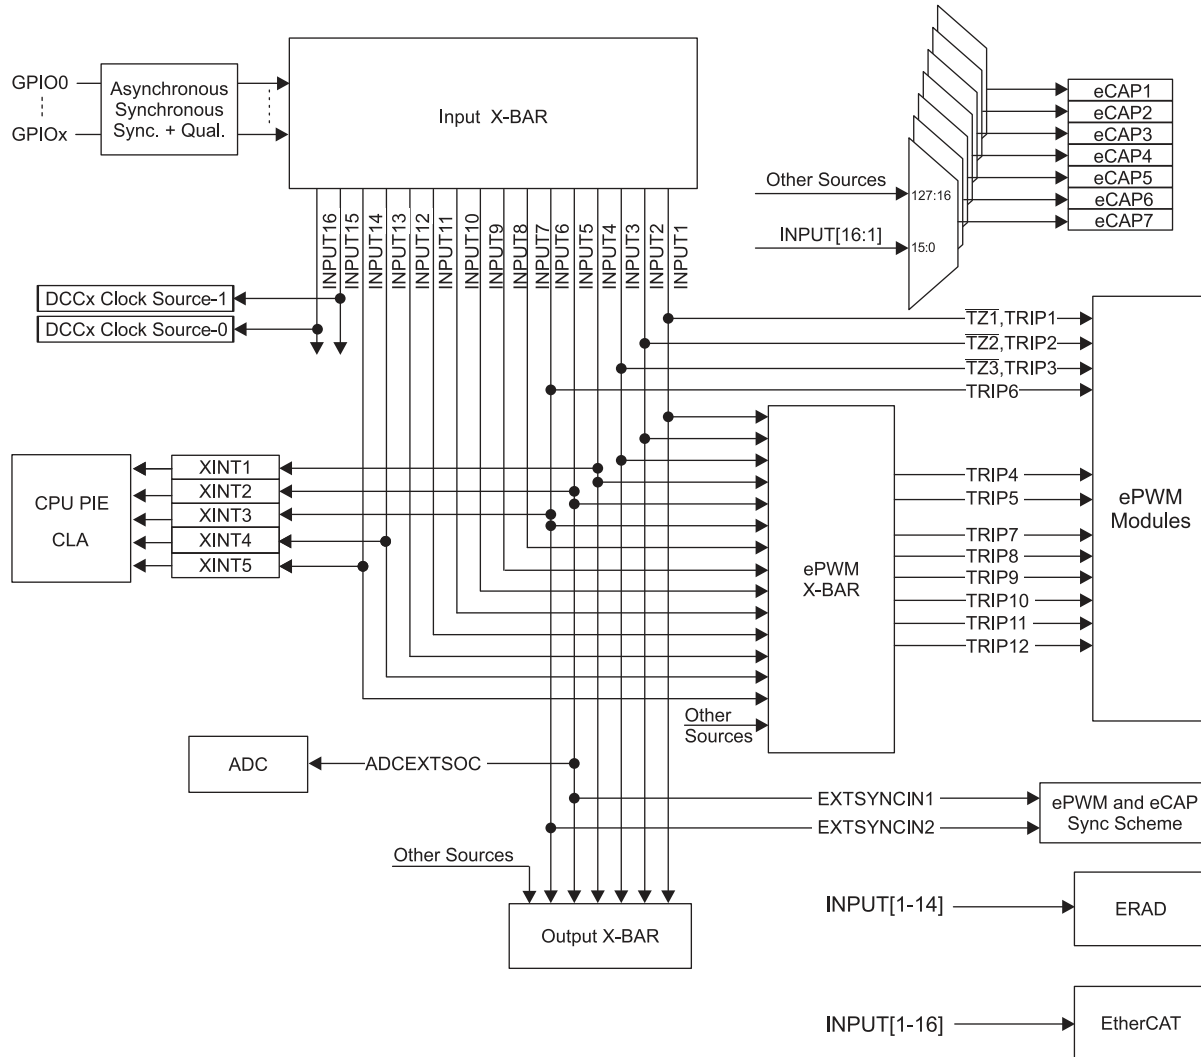 GPIO0
GPIOx
Asynchronous
Synchronous
Sync. + Qual.
Input X-BAR
INPUT16
INPUT15
INPUT14
INPUT13
INPUT12
INPUT11
INPUT10
INPUT9
INPUT8
INPUT7
INPUT6
INPUT5
INPUT4
INPUT3
INPUT2
INPUT1
Other Sources
INPUT[16:1]
127:16
15:0
eCAP1
eCAP2
eCAP3
eCAP4
eCAP5
eCAP6
eCAP7
DCCx Clock Source-1
DCCx Clock Source-0
TZ1,TRIP1
TZ2,TRIP2
TZ3,TRIP3
TRIP6
CPU PIE
CLA
XINT1
XINT2
XINT3
XINT4
XINT5
ePWM
X-BAR
Other
Sources
TRIP4
TRIP5
TRIP7
TRIP8
TRIP9
TRIP10
TRIP11
TRIP12
ePWM
Modules
ADC
ADCEXTSOC
EXTSYNCIN1
EXTSYNCIN2
ePWM and eCAP
Sync Scheme
Other Sources
Output X-BAR
INPUT[1-14]
ERAD
INPUT[1-16]
EtherCAT